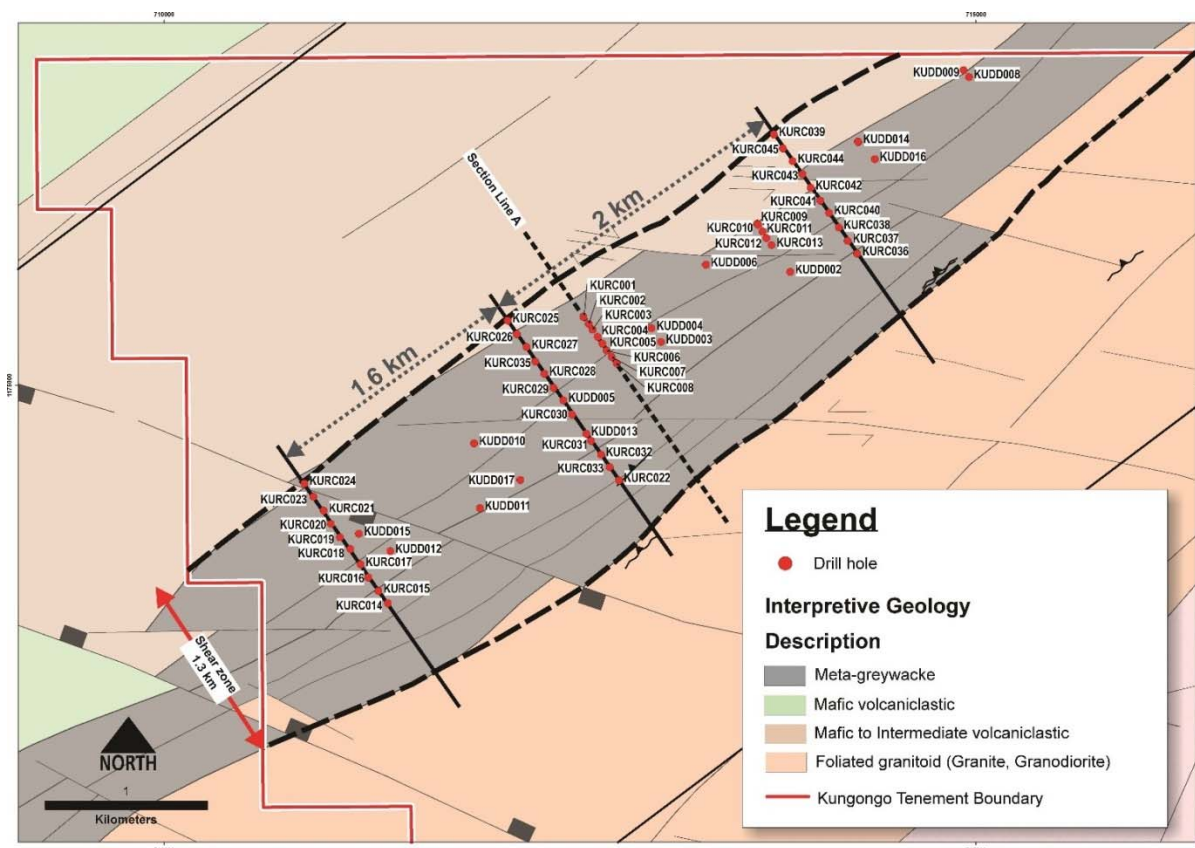 710000
715000
1175000
KUDD009
KUDD008
KURC039
KURC045
KURC044
KURC043
KURC042
KURC041
KURC040
KURC038
KURC037
KURC036
KUDD014
KUDD016
KURC009
KURC010
KURC011
KURC012
KURC013
KUDD006
KUDD002
2 km
Section Line A
KURC001
KURC002
KURC003
KURC004
KURC005
KURC006
KURC007
KURC008
KUDD004
KUDD003
1.6 km
KURC025
KURC026
KURC027
KURC035
KURC028
KURC029
KUDD005
KURC030
KUDD013
KURC031
KURC032
KURC033
KURC022
KUDD010
KUDD017
KUDD011
KURC024
KURC023
KURC021
KURC020
KURC019
KURC018
KUDD015
KUDD012
KURC017
KURC016
KURC015
KURC014
Shear zone
1.3 km
NORTH
1
Kilometers
Legend
Drill hole
Interpretive Geology
Description
Meta-greywacke
Mafic volcaniclastic
Mafic to Intermediate volcaniclastic
Foliated granitoid (Granite, Granodiorite)
Kungongo Tenement Boundary